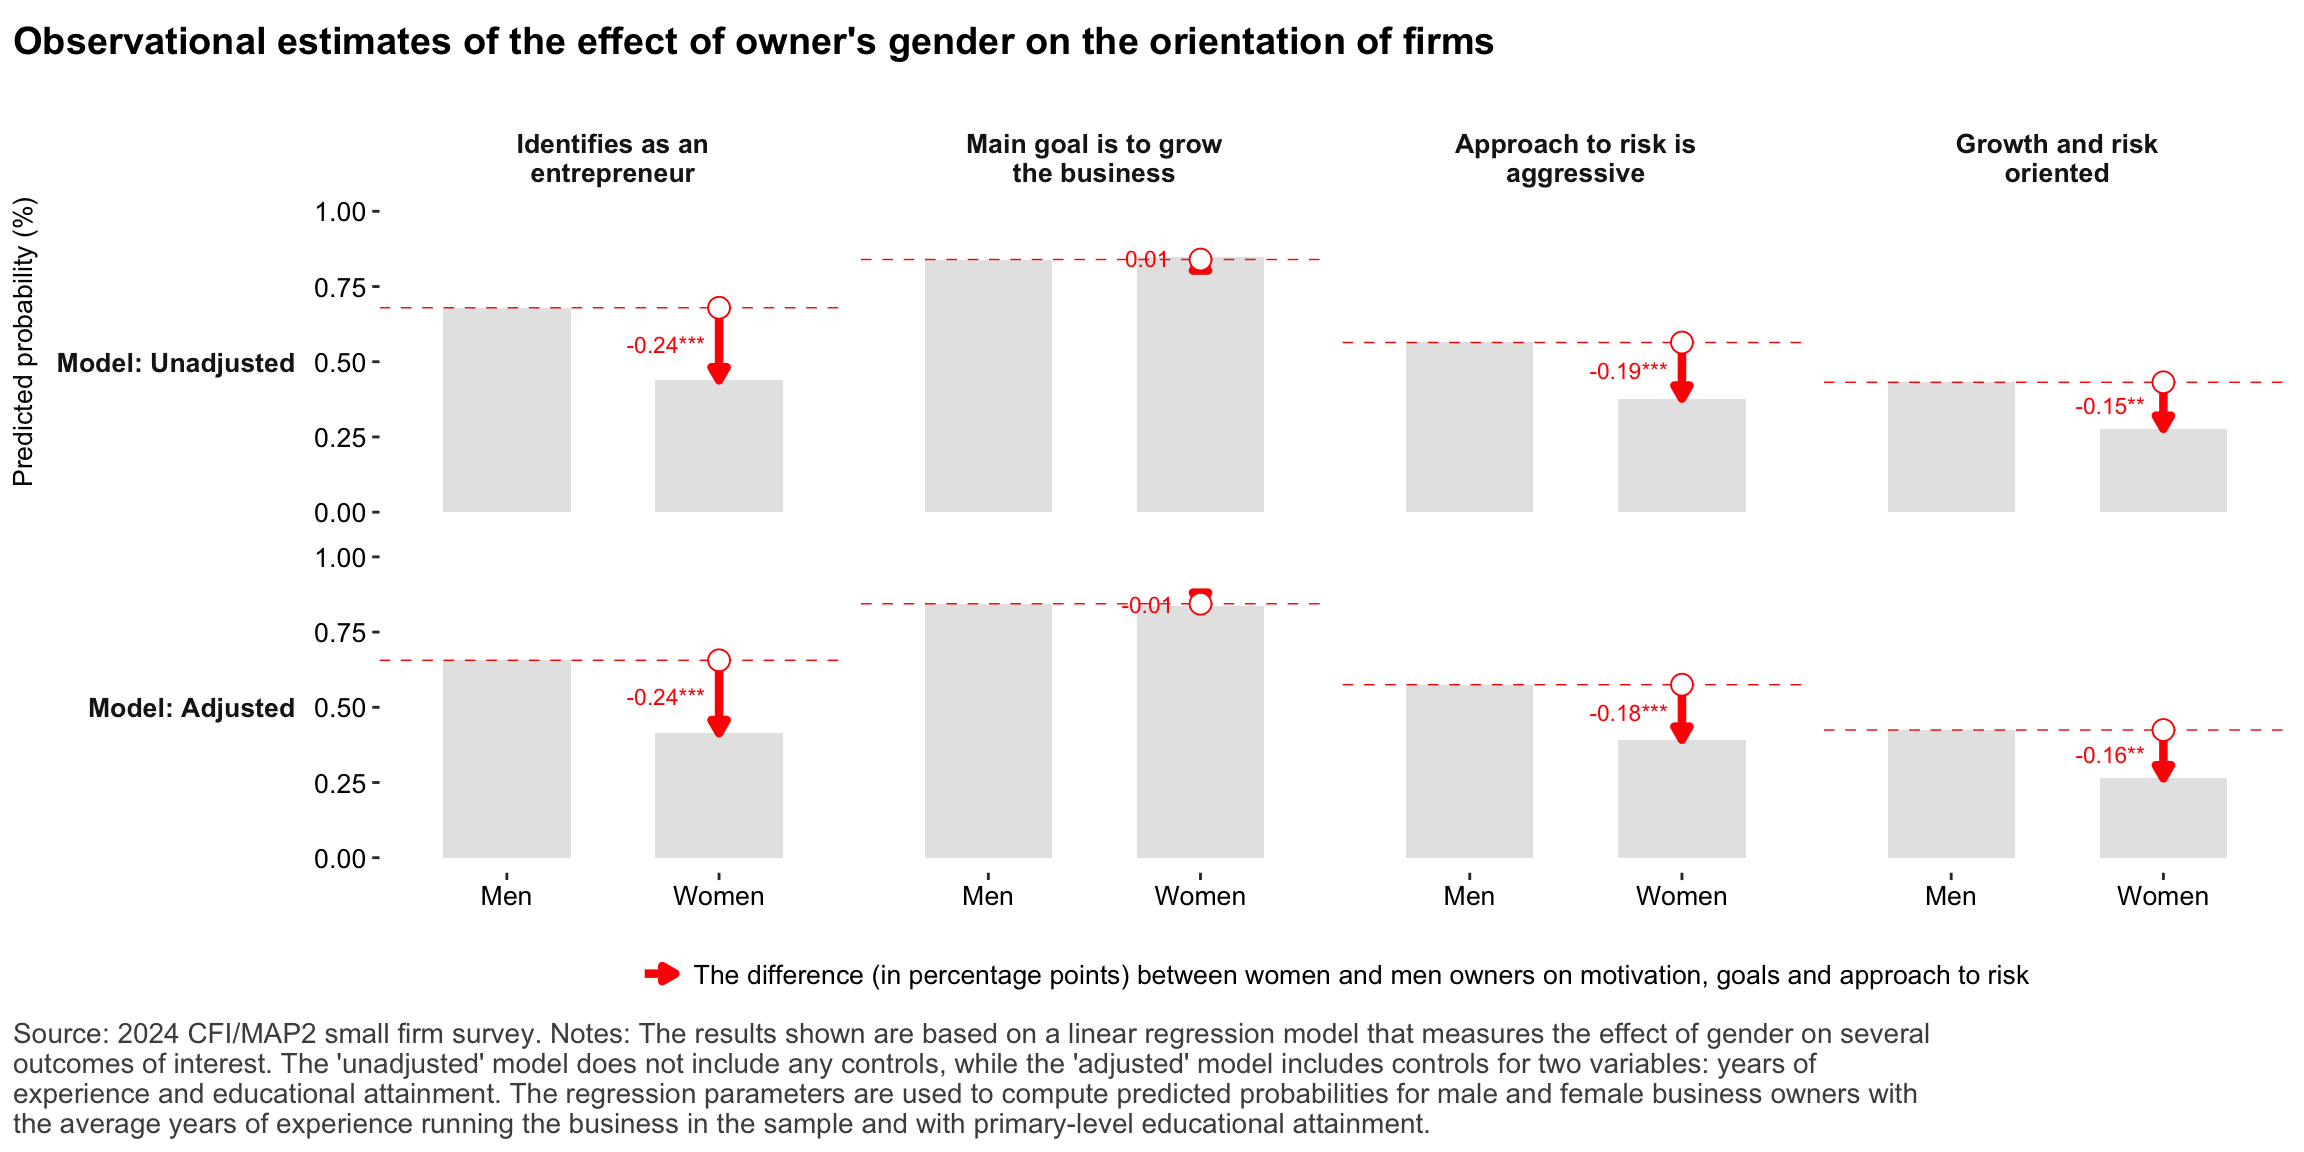 Observational estimates of the effect of owner's gender on the orientation of firms
Identifies as an
entrepreneur
Main goal is to grow
the business
Approach to risk is
aggressive
Growth and risk
oriented
Predicted probability (%)
Model: Unadjusted
1.00
0.75
0.50
0.25
0.00
-0.24***
0.01
-0.19***
-0.15**
Model: Adjusted
1.00
0.75
0.50
0.25
0.00
-0.24***
-0.01
-0.18***
-0.16**
Men
Women
Men
Women
Men
Women
Men
Women
The difference (in percentage points) between women and men owners on motivation, goals and approach to risk
Source: 2024 CFI/MAP2 small firm survey. Notes: The results shown are based on a linear regression model that measures the effect of gender on several
outcomes of interest. The 'unadjusted' model does not include any controls, while the 'adjusted' model includes controls for two variables: years of
experience and educational attainment. The regression parameters are used to compute predicted probabilities for male and female business owners with
the average years of experience running the business in the sample and with primary-level educational attainment.